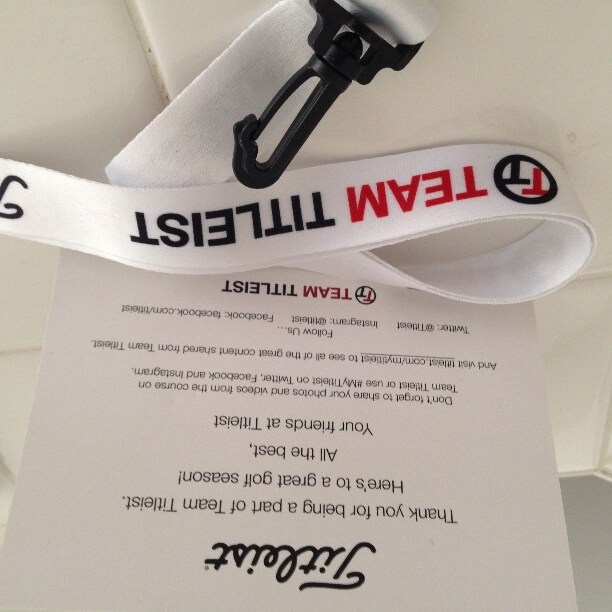 TT TEAM TITLEIST
Titleist
Thank you for being a part of Team Titleist.
Here's to a great golf season!
All the best,
Your friends at Titleist
Don't forget to share your photos and videos from the course on
Team Titleist or use #MyTitleist on Twitter, Facebook and Instagram.
And visit titleist.com/mytitleist to see all of the great content shared from Team Titleist.
Follow Us....
Twitter: @Titleist Instagram: @titleist Facebook: facebook.com/titleist
TT TEAM TITLEIST